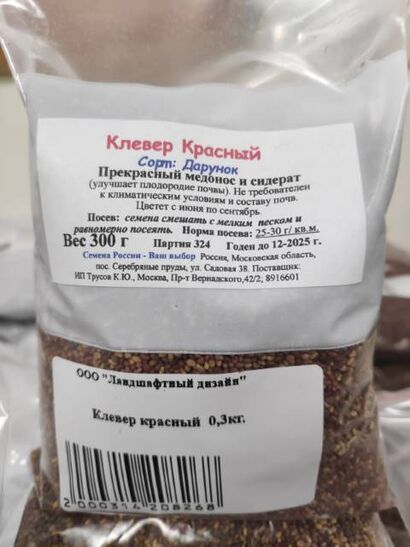 Клевер Красный
Сорт: Дарунок
Прекрасный медонос и сидерат
(улучшает плодородие почвы). Не требователен
к климатическим условиям и составу почв.
Цветет с июня по сентябрь.
Посев: семена смешать с мелким песком и
равномерно посеять. Норма посева: 25-30 г/ кв.м.
Вес 300 г Партия 324 Годен до 12-2025 г.
Семена России - Ваш выбор Россия, Московская область,
пос. Серебряные пруды, ул. Садовая 38. Поставщик:
ИП Трусов К.Ю., Москва, Пр-т Вернадского,42/2, 8916601
ООО "Ландшафтный дизайн"
Клевер красный 0,3кг.
2 000314 208268